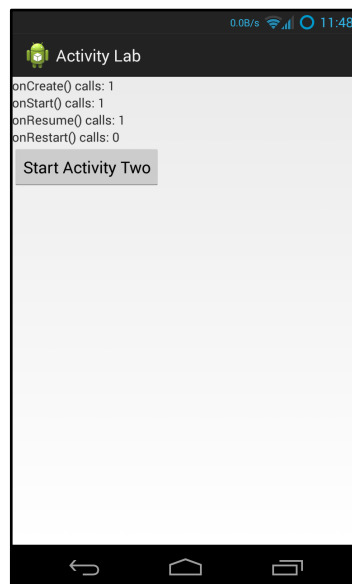 0.0B/s 11:48
Activity Lab
onCreate() calls: 1
onStart() calls: 1
onResume() calls: 1
onRestart() calls: 0
Start Activity Two